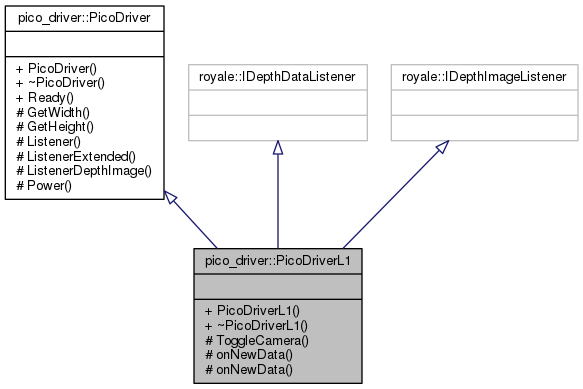 pico_driver::PicoDriver
+ PicoDriver()
+ ~PicoDriver()
+ Ready()
# GetWidth()
# GetHeight()
# Listener()
# ListenerExtended()
# ListenerDepthImage()
# Power()
royale::IDepthDataListener
royale::IDepthImageListener
pico_driver::PicoDriverL1
+ PicoDriverL1()
+ ~PicoDriverL1()
# ToggleCamera()
# onNewData()
# onNewData()